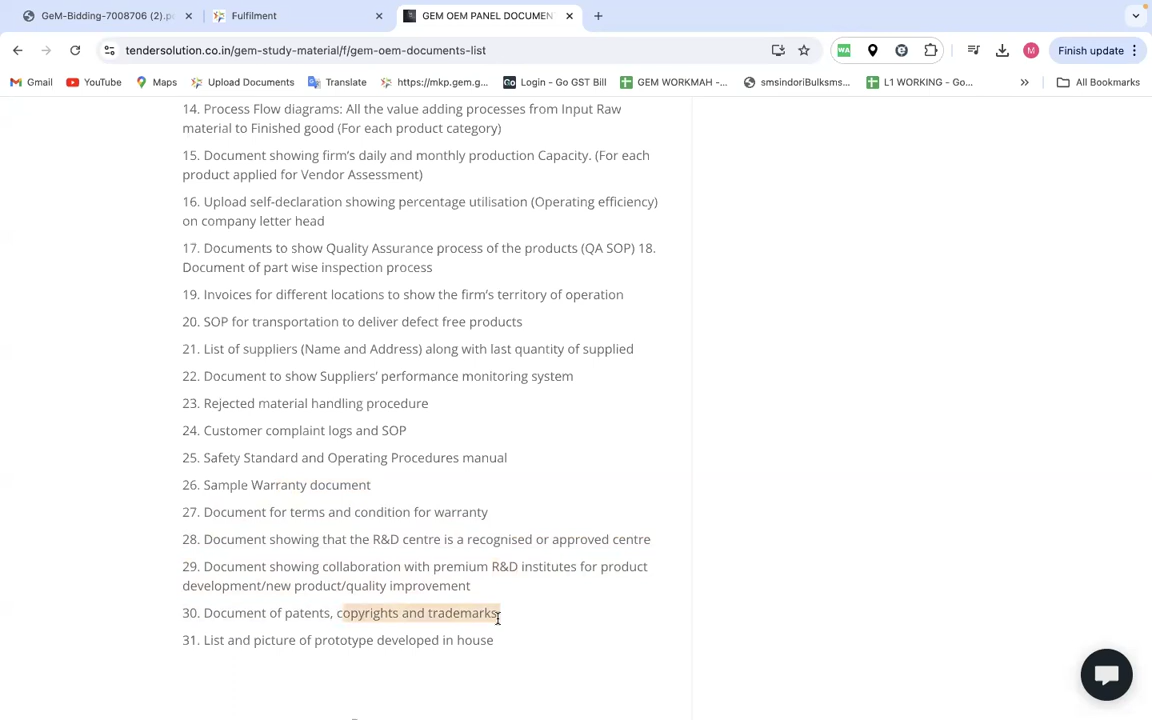 GeM-Bidding-7008706 (2).pd
Fulfilment
GEM OEM PANEL DOCUMEN
tendersolution.co.in/gem-study-material/f/gem-oem-documents-list
WA
M
Finish update
Gmail
YouTube
Maps
Upload Documents
Translate
https://mkp.gem.g...
Login - Go GST Bill
GEM WORKMAH -...
smsindoriBulksms...
L1 WORKING - Go...
All Bookmarks
14. Process Flow diagrams: All the value adding processes from Input Raw
material to Finished good (For each product category)
15. Document showing firm's daily and monthly production Capacity. (For each
product applied for Vendor Assessment)
16. Upload self-declaration showing percentage utilisation (Operating efficiency)
on company letter head
17. Documents to show Quality Assurance process of the products (QA SOP) 18.
Document of part wise inspection process
19. Invoices for different locations to show the firm's territory of operation
20. SOP for transportation to deliver defect free products
21. List of suppliers (Name and Address) along with last quantity of supplied
22. Document to show Suppliers' performance monitoring system
23. Rejected material handling procedure
24. Customer complaint logs and SOP
25. Safety Standard and Operating Procedures manual
26. Sample Warranty document
27. Document for terms and condition for warranty
28. Document showing that the R&D centre is a recognised or approved centre
29. Document showing collaboration with premium R&D institutes for product
development/new product/quality improvement
30. Document of patents, copyrights and trademarks
31. List and picture of prototype developed in house